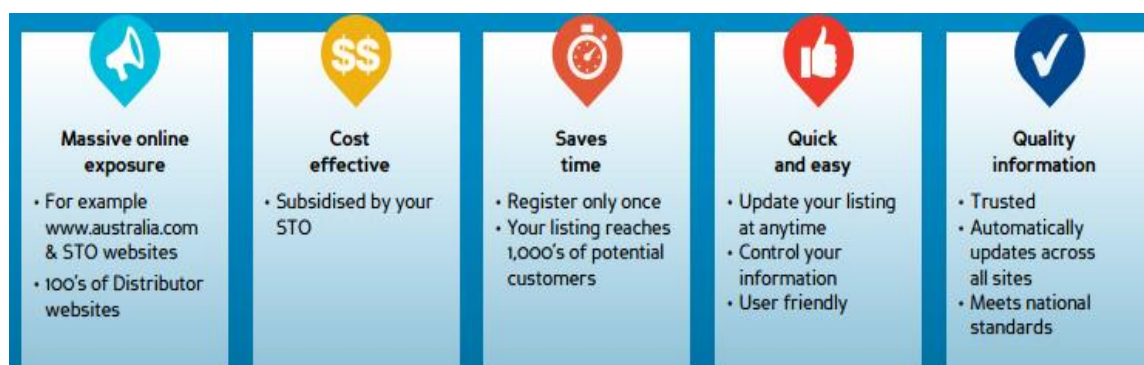 $$
Massive online
exposure
• For example
www.australia.com
& STO websites
• 100's of Distributor
websites
Cost
effective
• Subsidised by your
STO
Saves
time
• Register only once
• Your listing reaches
1,000's of potential
customers
Quick
and easy
• Update your listing
at anytime
• Control your
information
• User friendly
Quality
information
• Trusted
• Automatically
updates across
all sites
• Meets national
standards